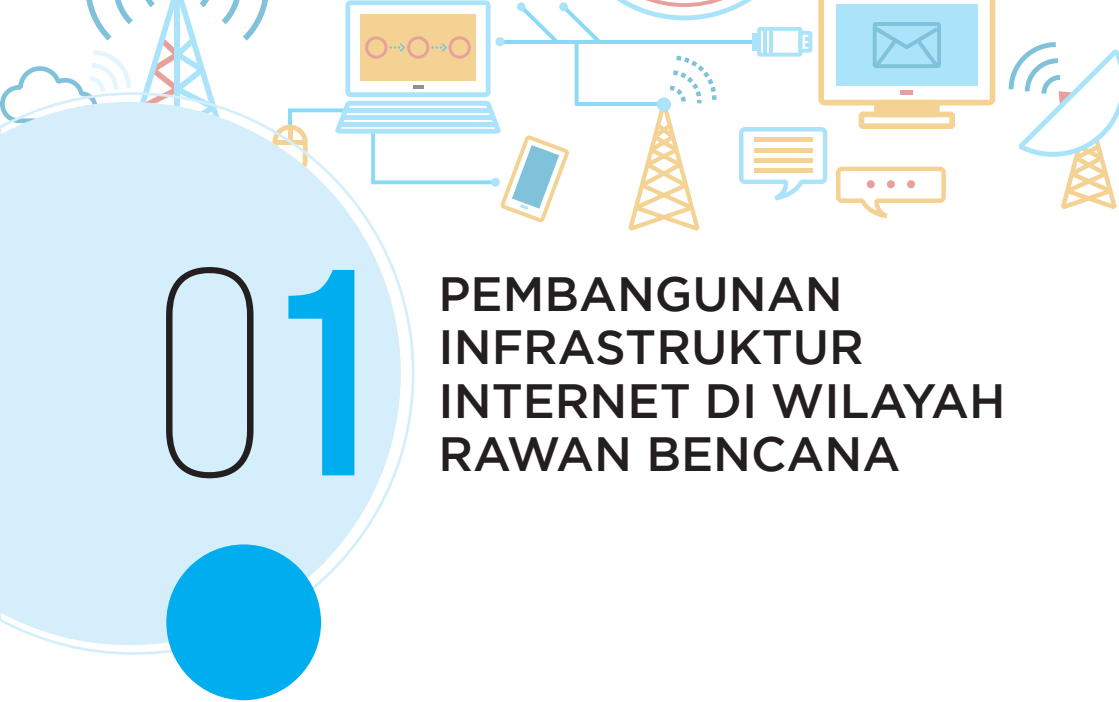 01
PEMBANGUNAN
INFRASTRUKTUR
INTERNET DI WILAYAH
RAWAN BENCANA